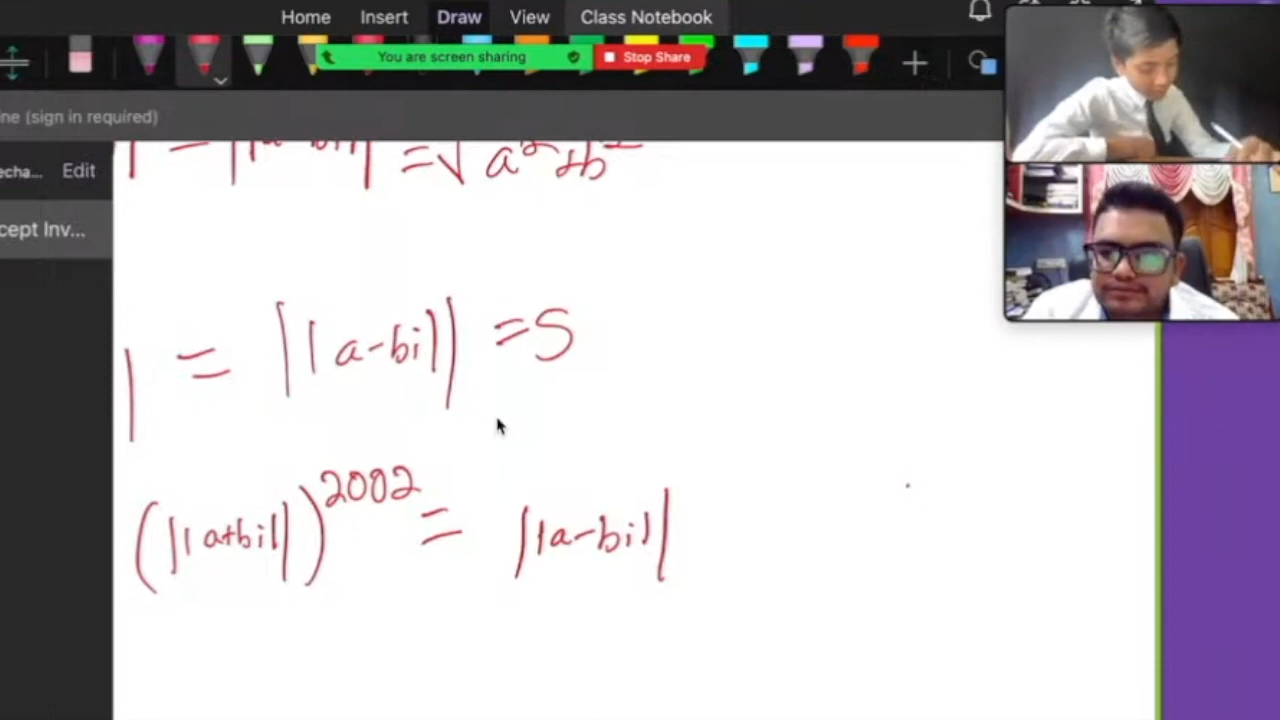 Home Insert Draw View Class Notebook
You are screen sharing Stop Share
ine (sign in required)
echa... Edit
cept Inv...
= √a²+b²
1 = ||a-bi|| = S
(||a+bi||)²⁰⁰² = ||a-bi||